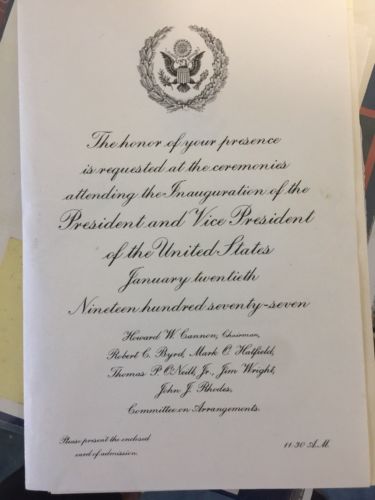 The honor of your presence
is requested at the ceremonies
attending the Inauguration of the
President and Vice President
of the United States
January twentieth
Nineteen hundred seventy-seven
Howard W. Cannon, Chairman,
Robert C. Byrd, Mark O. Hatfield,
Thomas P. O'Neill, Jr., Jim Wright,
John J. Rhodes,
Committee on Arrangements.
Please present the enclosed
card of admission.
11:30 A.M.